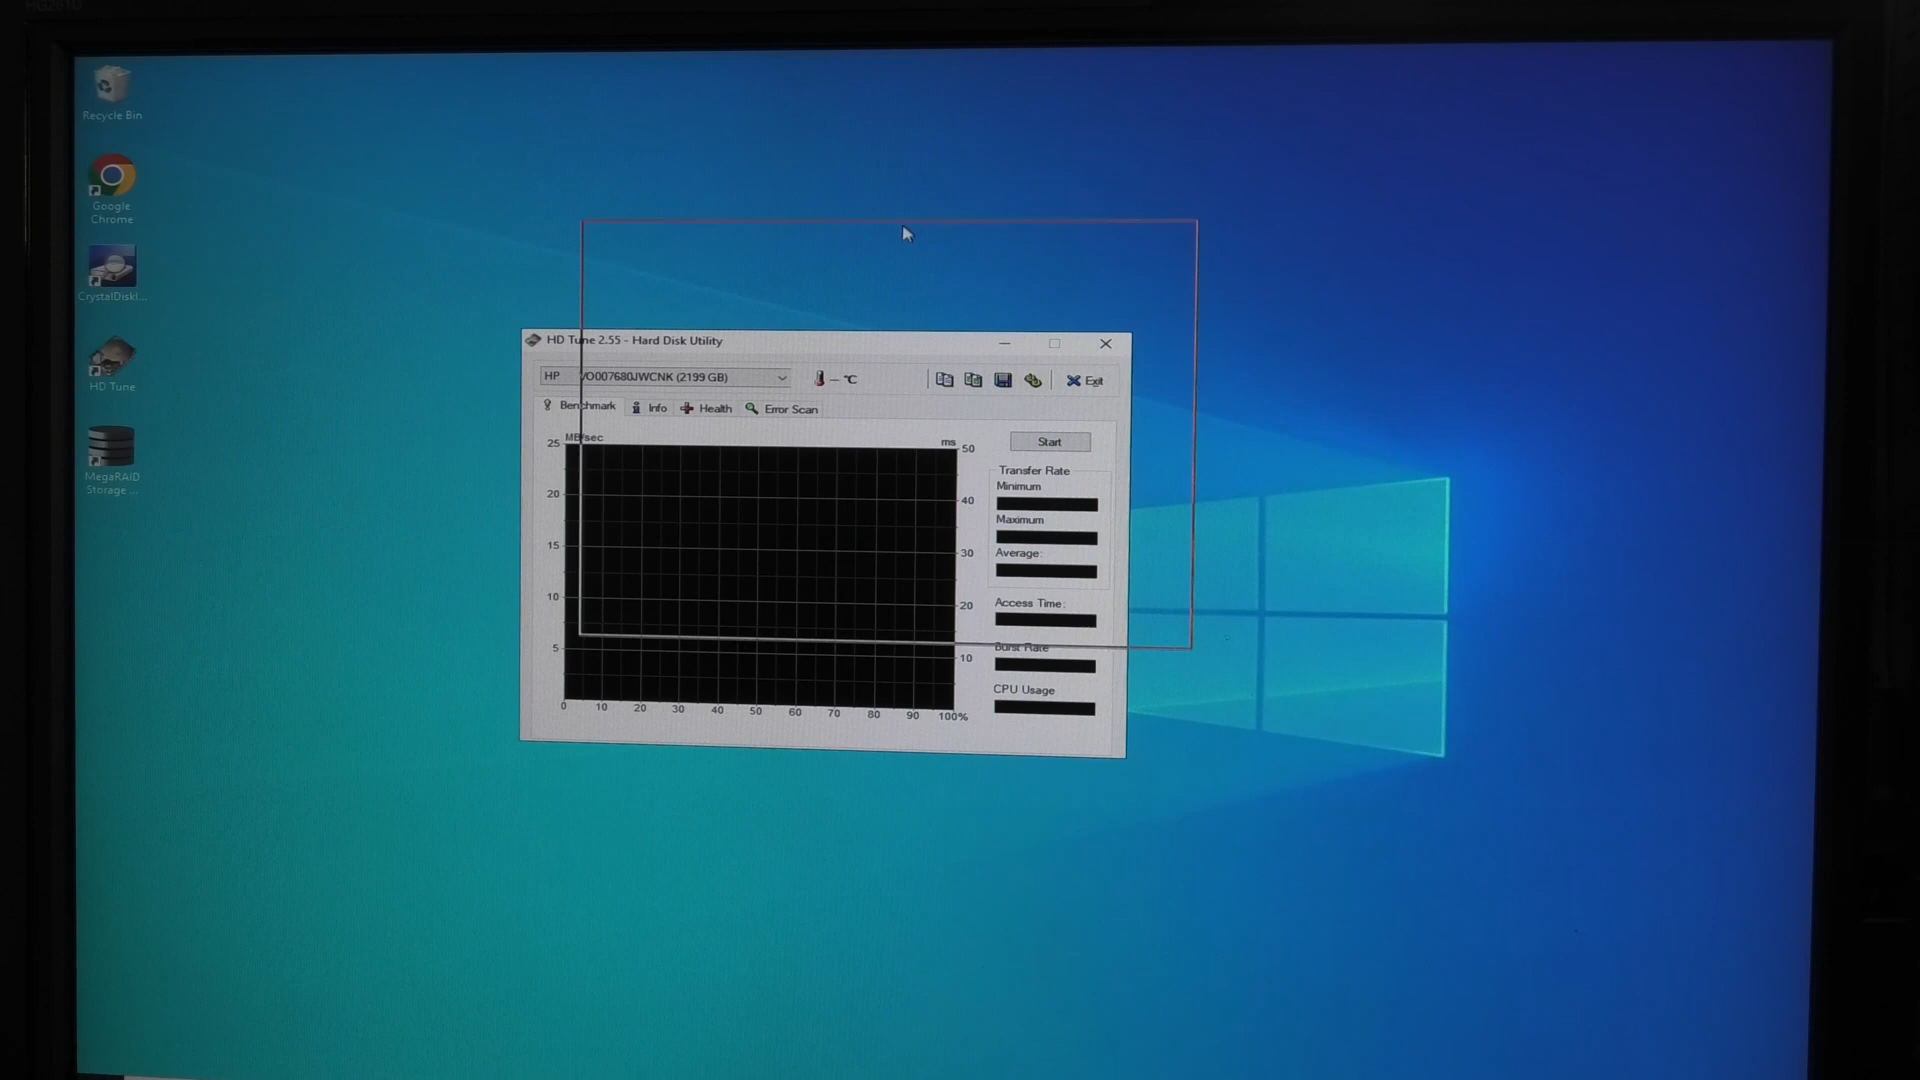 Recycle Bin
Google
Chrome
CrystalDiskI...
HD Tune
MegaRAID
Storage ...
HD Tune 2.55 - Hard Disk Utility
HP VO007680JWCNK (2199 GB)
– °C
Exit
Benchmark
Info
Health
Error Scan
MB/sec
ms
25
20
15
10
5
50
40
30
20
10
0 10 20 30 40 50 60 70 80 90 100%
Start
Transfer Rate
Minimum
Maximum
Average:
Access Time:
Burst Rate
CPU Usage